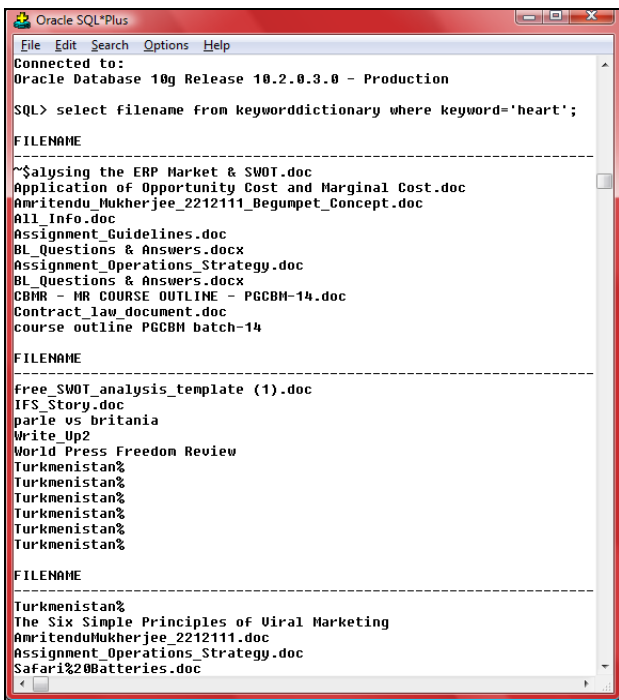 Oracle SQL*Plus
File Edit Search Options Help
Connected to:
Oracle Database 10g Release 10.2.0.3.0 - Production
SQL> select filename from keyworddictionary where keyword='heart';
FILENAME
--------------------------------------------------------------------------------
~$alysing the ERP Market & SWOT.doc
Application of Opportunity Cost and Marginal Cost.doc
Amritendu_Mukherjee_2212111_Begumpet_Concept.doc
All_Info.doc
Assignment_Guidelines.doc
BL_Questions & Answers.docx
Assignment_Operations_Strategy.doc
BL_Questions & Answers.docx
CBMR - MR COURSE OUTLINE - PGCBM-14.doc
Contract_law_document.doc
course outline PGCBM batch-14
FILENAME
--------------------------------------------------------------------------------
free_SWOT_analysis_template (1).doc
IFS_Story.doc
parle vs britania
Write_Up2
World Press Freedom Review
Turkmenistan%
Turkmenistan%
Turkmenistan%
Turkmenistan%
Turkmenistan%
Turkmenistan%
FILENAME
--------------------------------------------------------------------------------
Turkmenistan%
The Six Simple Principles of Viral Marketing
AmritenduMukherjee_2212111.doc
Assignment_Operations_Strategy.doc
Safari%20Batteries.doc